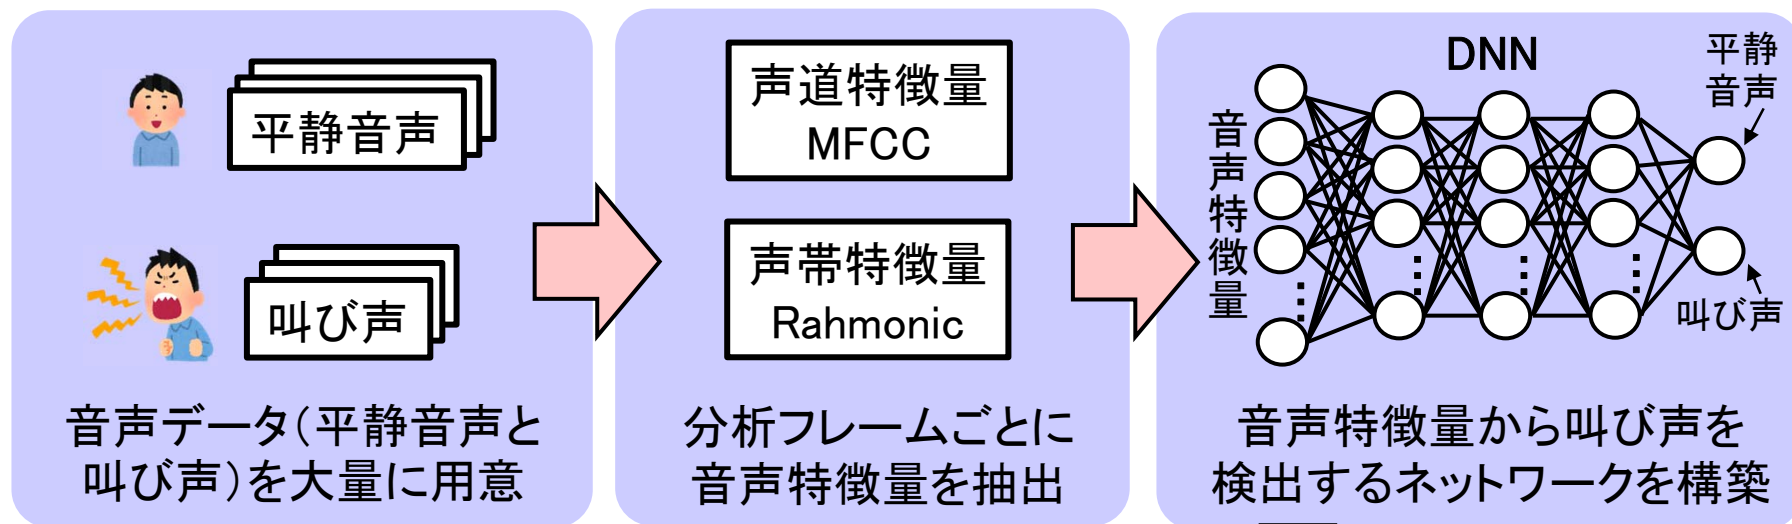 平静音声
叫び声
音声データ(平静音声と
叫び声)を大量に用意
声道特徴量
MFCC
声帯特徴量
Rahmonic
分析フレームごとに
音声特徴量を抽出
DNN
音声特徴量
平静
音声
叫び声
音声特徴量から叫び声を
検出するネットワークを構築